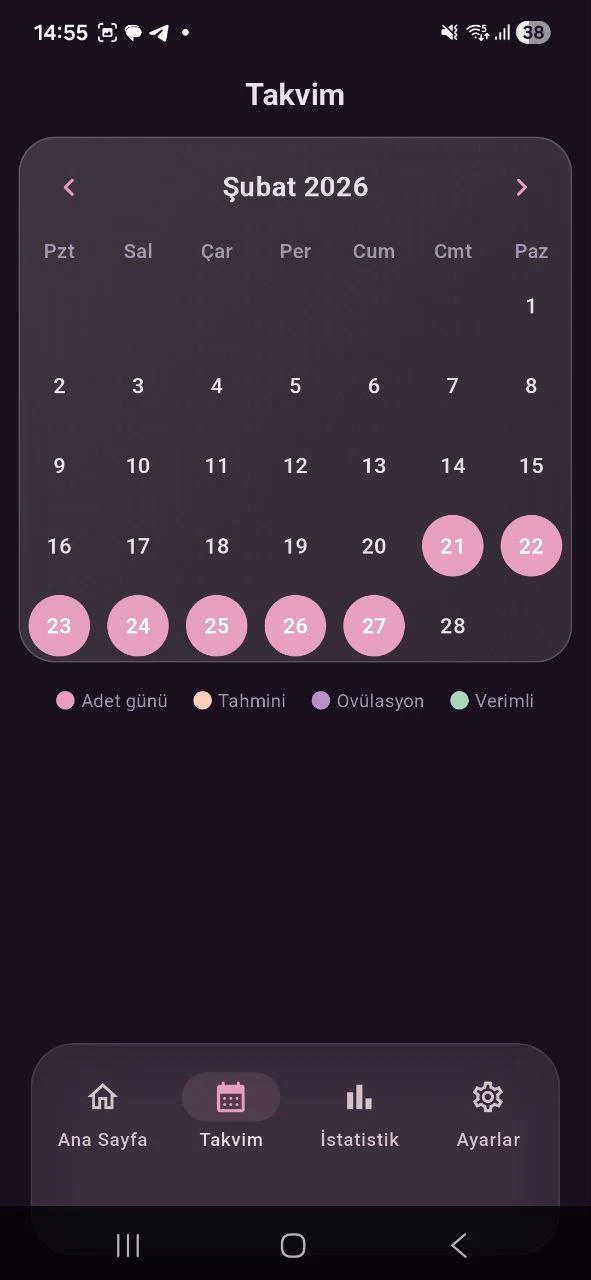 14:55 38
Takvim
Şubat 2026
Pzt Sal Çar Per Cum Cmt Paz
1
2 3 4 5 6 7 8
9 10 11 12 13 14 15
16 17 18 19 20 21 22
23 24 25 26 27 28
Adet günü Tahmini Ovülasyon Verimli
Ana Sayfa Takvim İstatistik Ayarlar